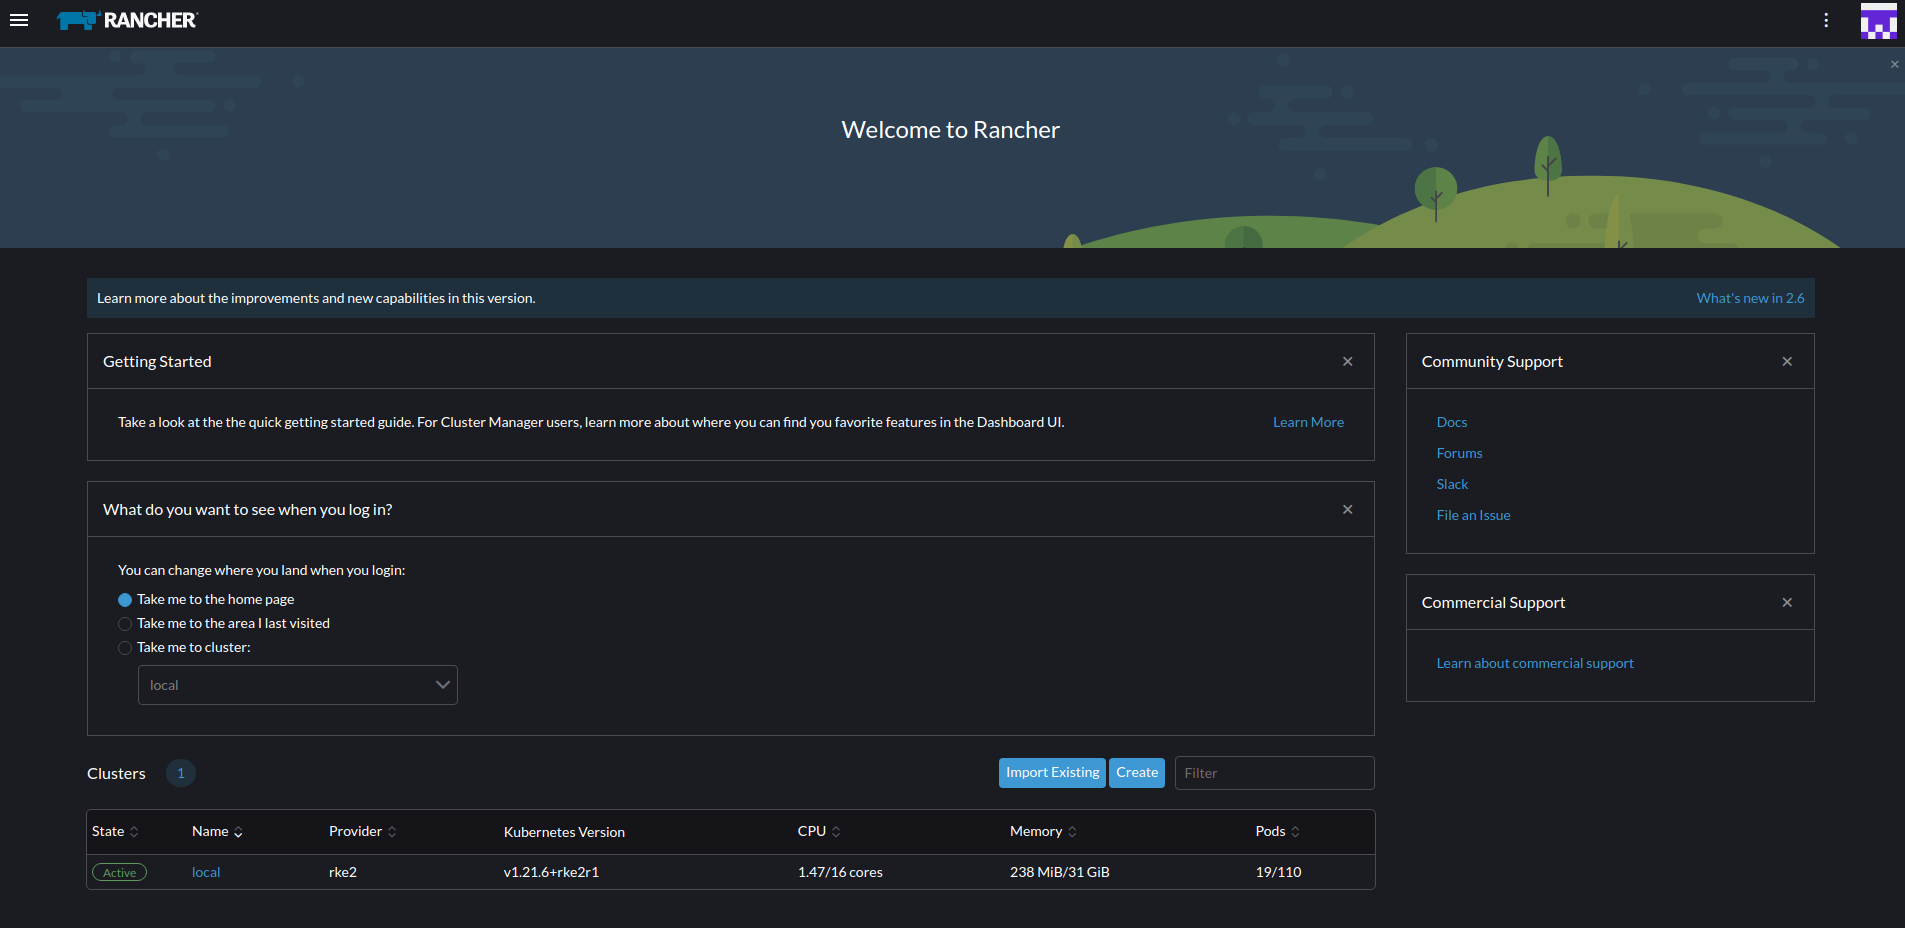 RANCHER
Welcome to Rancher
Learn more about the improvements and new capabilities in this version. What's new in 2.6
Getting Started
Take a look at the the quick getting started guide. For Cluster Manager users, learn more about where you can find you favorite features in the Dashboard UI. Learn More
What do you want to see when you log in?
You can change where you land when you login:
Take me to the home page
Take me to the area I last visited
Take me to cluster:
local
Community Support
Docs
Forums
Slack
File an Issue
Commercial Support
Learn about commercial support
Clusters 1 Import Existing Create Filter
State Name Provider Kubernetes Version CPU Memory Pods
Active local rke2 v1.21.6+rke2r1 1.47/16 cores 238 MiB/31 GiB 19/110